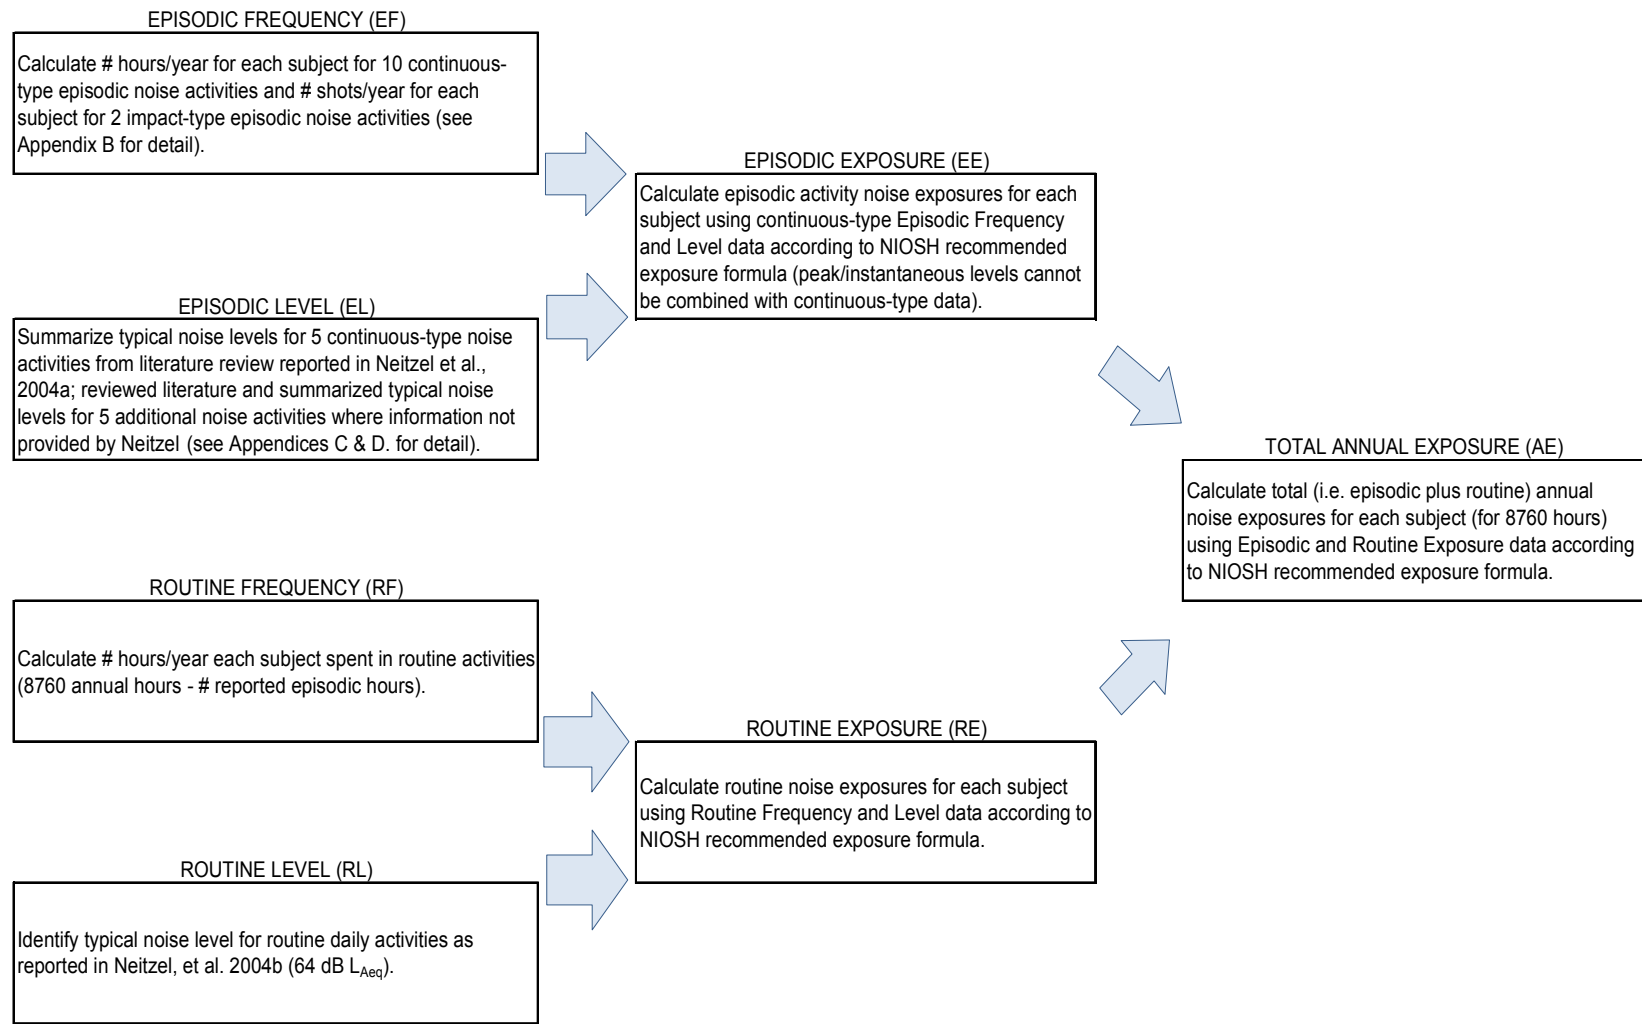 EPISODIC FREQUENCY (EF)
Calculate # hours/year for each subject for 10 continuous-
type episodic noise activities and # shots/year for each
subject for 2 impact-type episodic noise activities (see
Appendix B for detail).
EPISODIC LEVEL (EL)
Summarize typical noise levels for 5 continuous-type noise
activities from literature review reported in Neitzel et al.,
2004a; reviewed literature and summarized typical noise
levels for 5 additional noise activities where information not
provided by Neitzel (see Appendices C & D. for detail).
EPISODIC EXPOSURE (EE)
Calculate episodic activity noise exposures for each
subject using continuous-type Episodic Frequency
and Level data according to NIOSH recommended
exposure formula (peak/instantaneous levels cannot
be combined with continuous-type data).
ROUTINE FREQUENCY (RF)
Calculate # hours/year each subject spent in routine activities
(8760 annual hours - # reported episodic hours).
ROUTINE LEVEL (RL)
Identify typical noise level for routine daily activities as
reported in Neitzel, et al. 2004b (64 dB LAeq).
ROUTINE EXPOSURE (RE)
Calculate routine noise exposures for each subject
using Routine Frequency and Level data according to
NIOSH recommended exposure formula.
TOTAL ANNUAL EXPOSURE (AE)
Calculate total (i.e. episodic plus routine) annual
noise exposures for each subject (for 8760 hours)
using Episodic and Routine Exposure data according
to NIOSH recommended exposure formula.